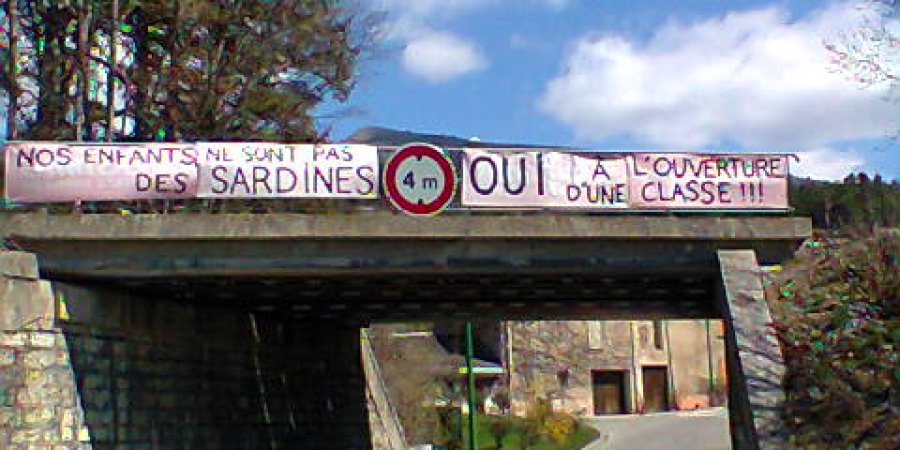 NOS ENFANTS NE SONT PAS
DES SARDINES
4 m
OUI À L'OUVERTURE
D'UNE CLASSE !!!